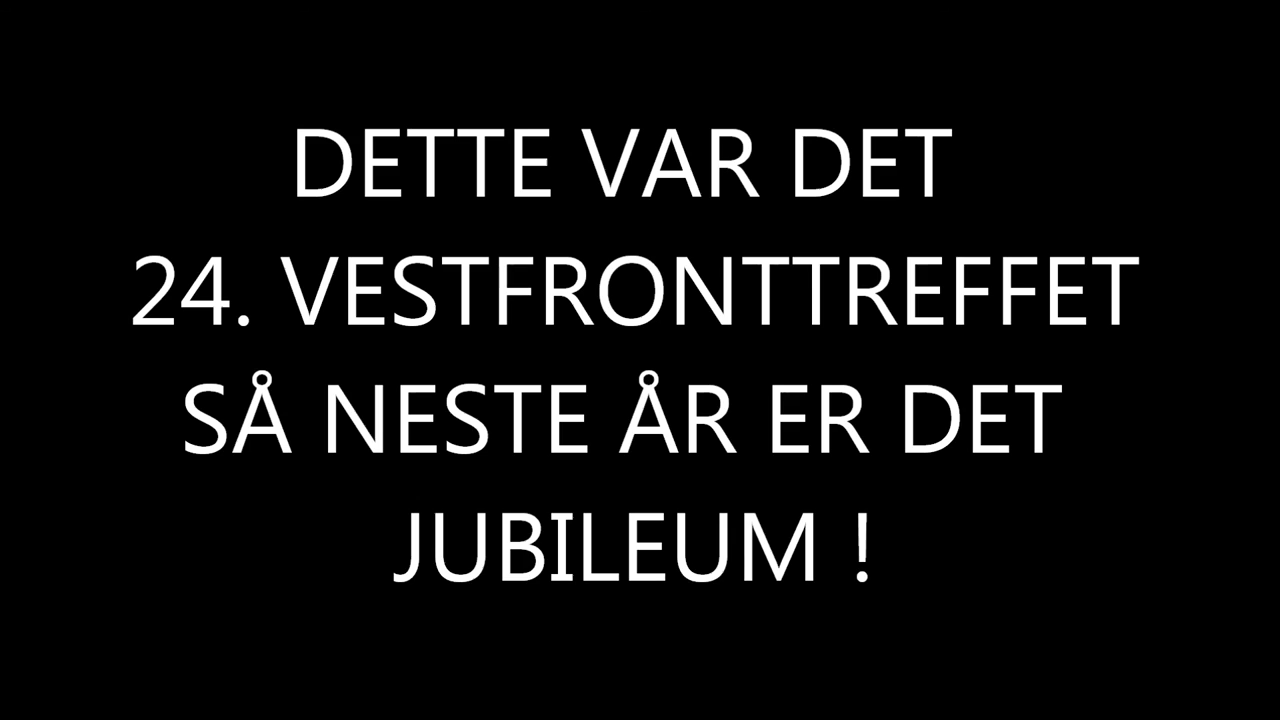 DETTE VAR DET
24. VESTFRONTTREFFET
SÅ NESTE ÅR ER DET
JUBILEUM !